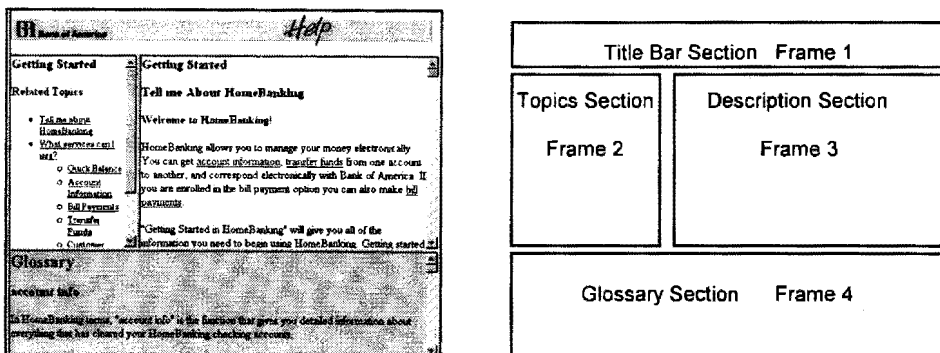 Bank of America Help
Getting Started
Related Topics
• Tell me about
HomeBanking
• What services can I
use?
○ Quick Balance
○ Account
Information
○ Bill Payments
○ Transfer
Funds
○ Customer
Getting Started
Tell me About HomeBanking
Welcome to HomeBanking!
HomeBanking allows you to manage your money electronically
You can get account information, transfer funds from one account
to another, and correspond electronically with Bank of America. If
you are enrolled in the bill payment option you can also make bill
payments.
"Getting Started in HomeBanking" will give you all of the
information you need to begin using HomeBanking. Getting started
Glossary
account info
In HomeBanking terms, "account info" is the function that gives you detailed information about
everything that has cleared your HomeBanking checking account.
Title Bar Section Frame 1
Topics Section
Frame 2
Description Section
Frame 3
Glossary Section Frame 4